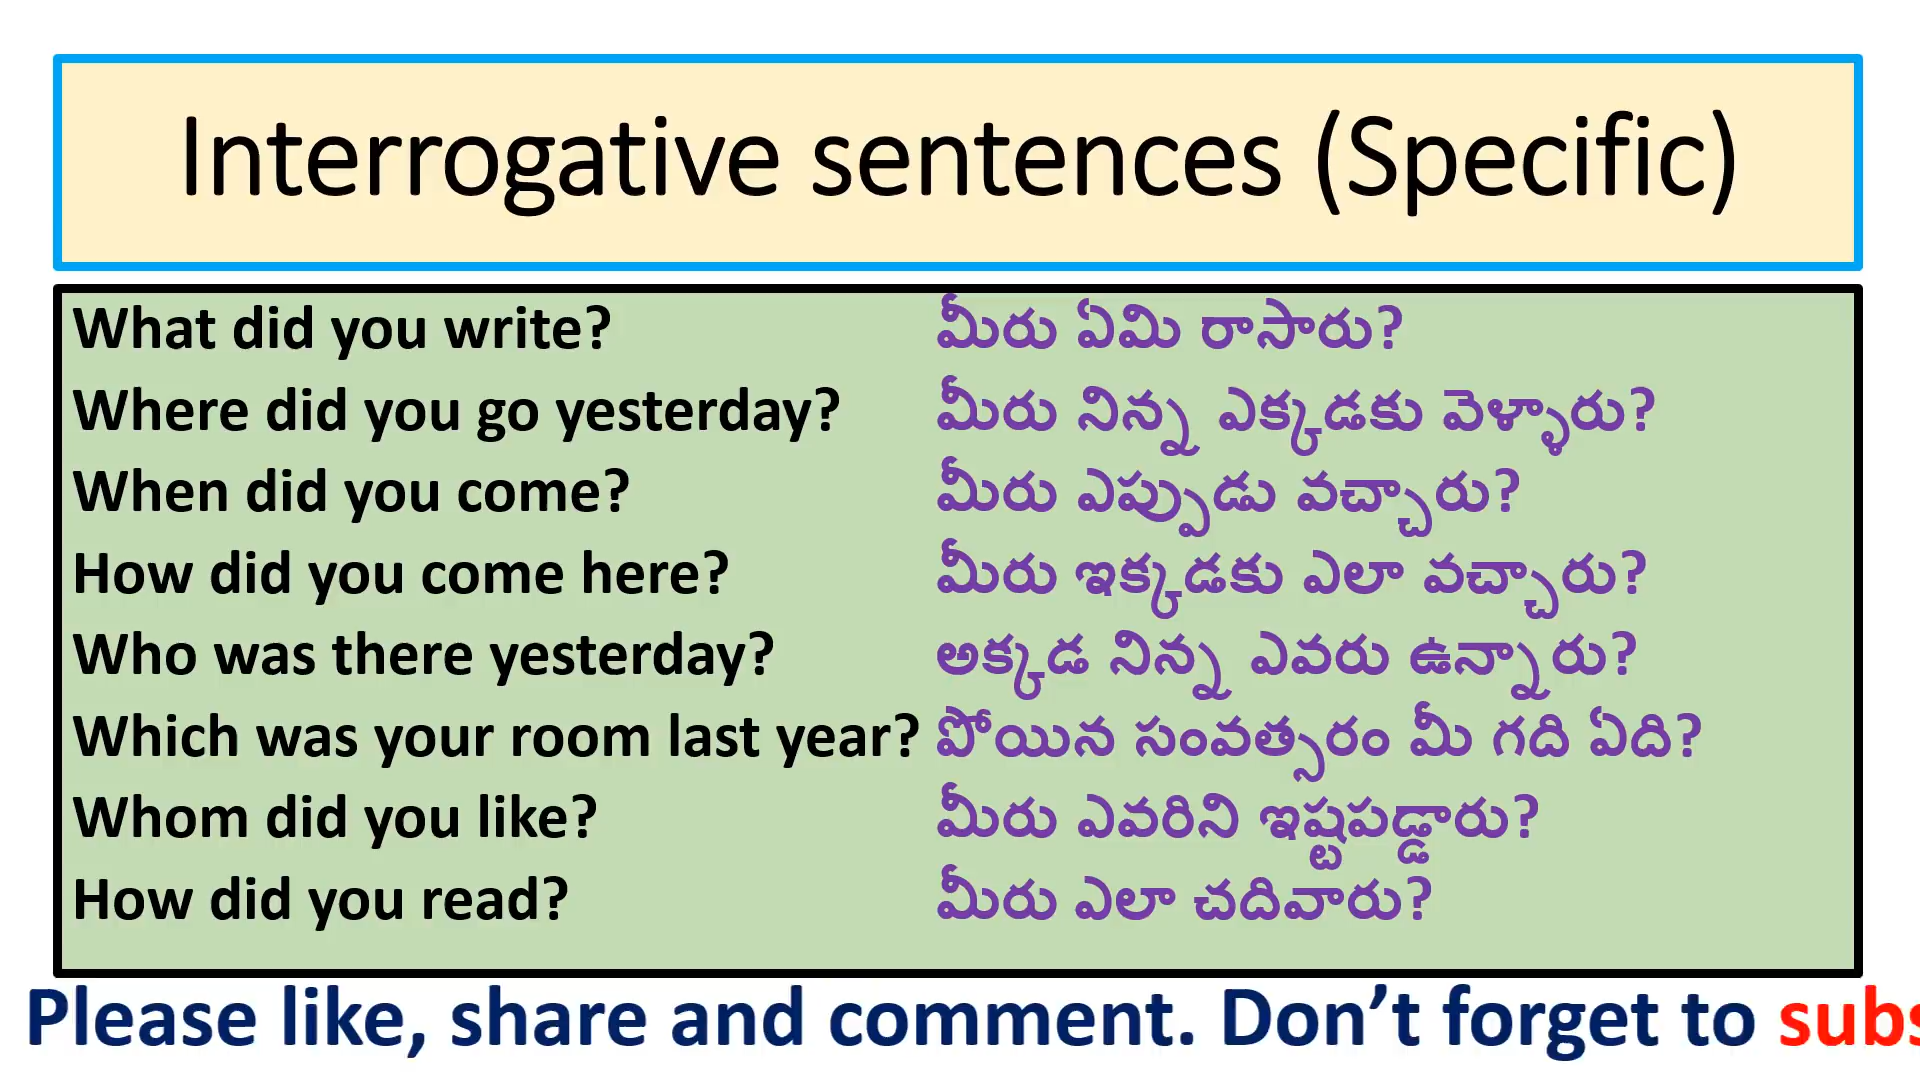 Interrogative sentences (Specific)
What did you write? మీరు ఏమి రాసారు?
Where did you go yesterday? మీరు నిన్న ఎక్కడకు వెళ్ళారు?
When did you come? మీరు ఎప్పుడు వచ్చారు?
How did you come here? మీరు ఇక్కడకు ఎలా వచ్చారు?
Who was there yesterday? అక్కడ నిన్న ఎవరు ఉన్నారు?
Which was your room last year? పోయిన సంవత్సరం మీ గది ఏది?
Whom did you like? మీరు ఎవరిని ఇష్టపడ్డారు?
How did you read? మీరు ఎలా చదివారు?
Please like, share and comment. Don’t forget to